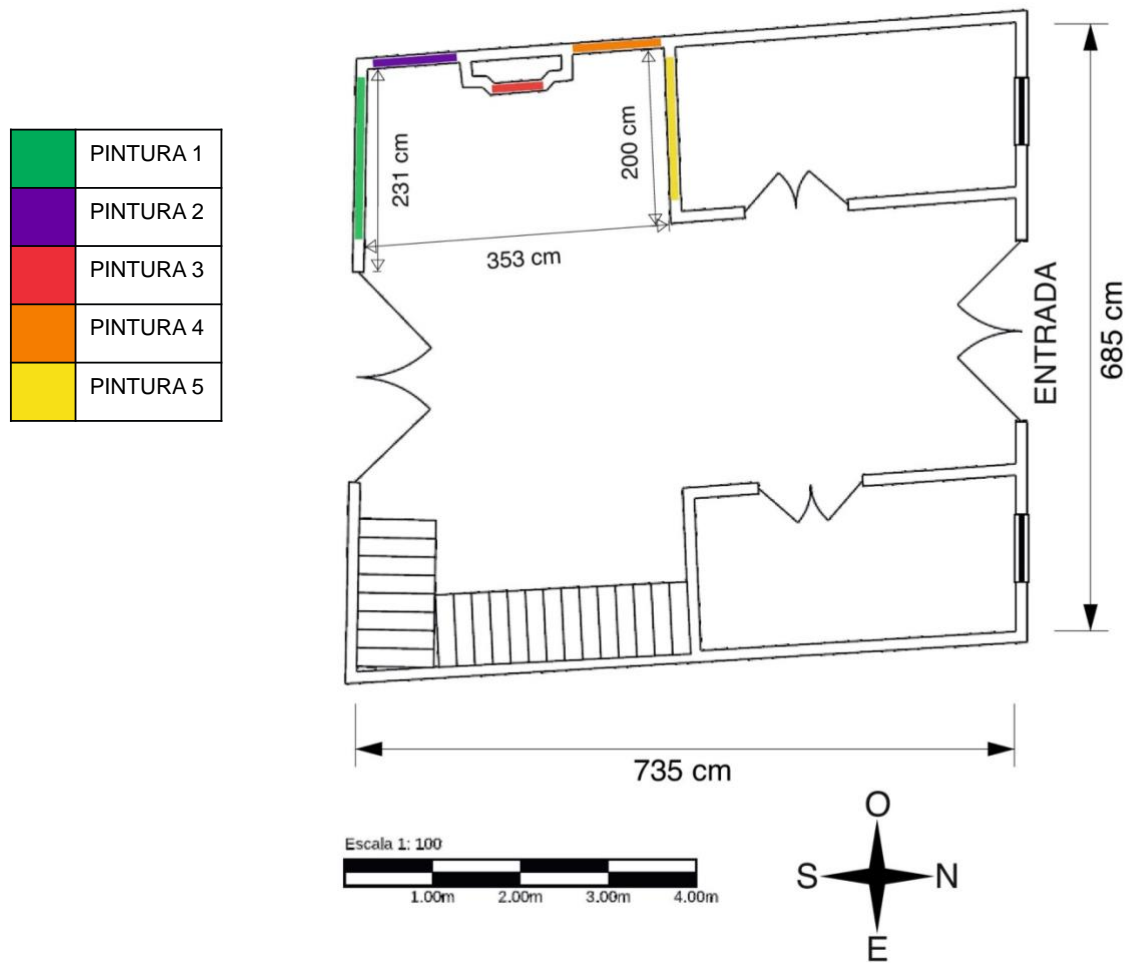 PINTURA 1
PINTURA 2
PINTURA 3
PINTURA 4
PINTURA 5
231 cm
200 cm
353 cm
ENTRADA
685 cm
735 cm
Escala 1: 100
1.00m 2.00m 3.00m 4.00m
O
S N
E